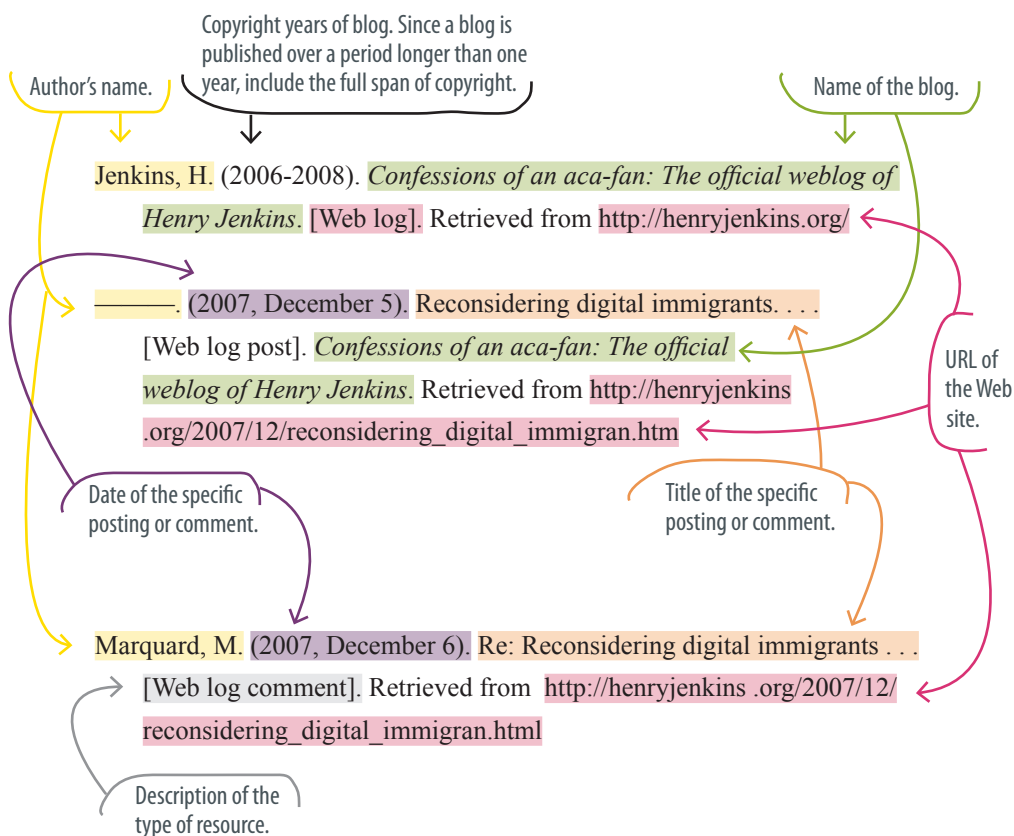 Copyright years of blog. Since a blog is
published over a period longer than one
year, include the full span of copyright.
Author's name.
Name of the blog.
Jenkins, H. (2006-2008). Confessions of an aca-fan: The official weblog of
Henry Jenkins. [Web log]. Retrieved from http://henryjenkins.org/
———. (2007, December 5). Reconsidering digital immigrants. . . .
[Web log post]. Confessions of an aca-fan: The official
weblog of Henry Jenkins. Retrieved from http://henryjenkins
.org/2007/12/reconsidering_digital_immigran.htm
URL of
the Web
site.
Date of the specific
posting or comment.
Title of the specific
posting or comment.
Marquard, M. (2007, December 6). Re: Reconsidering digital immigrants . . .
[Web log comment]. Retrieved from http://henryjenkins .org/2007/12/
reconsidering_digital_immigran.html
Description of the
type of resource.